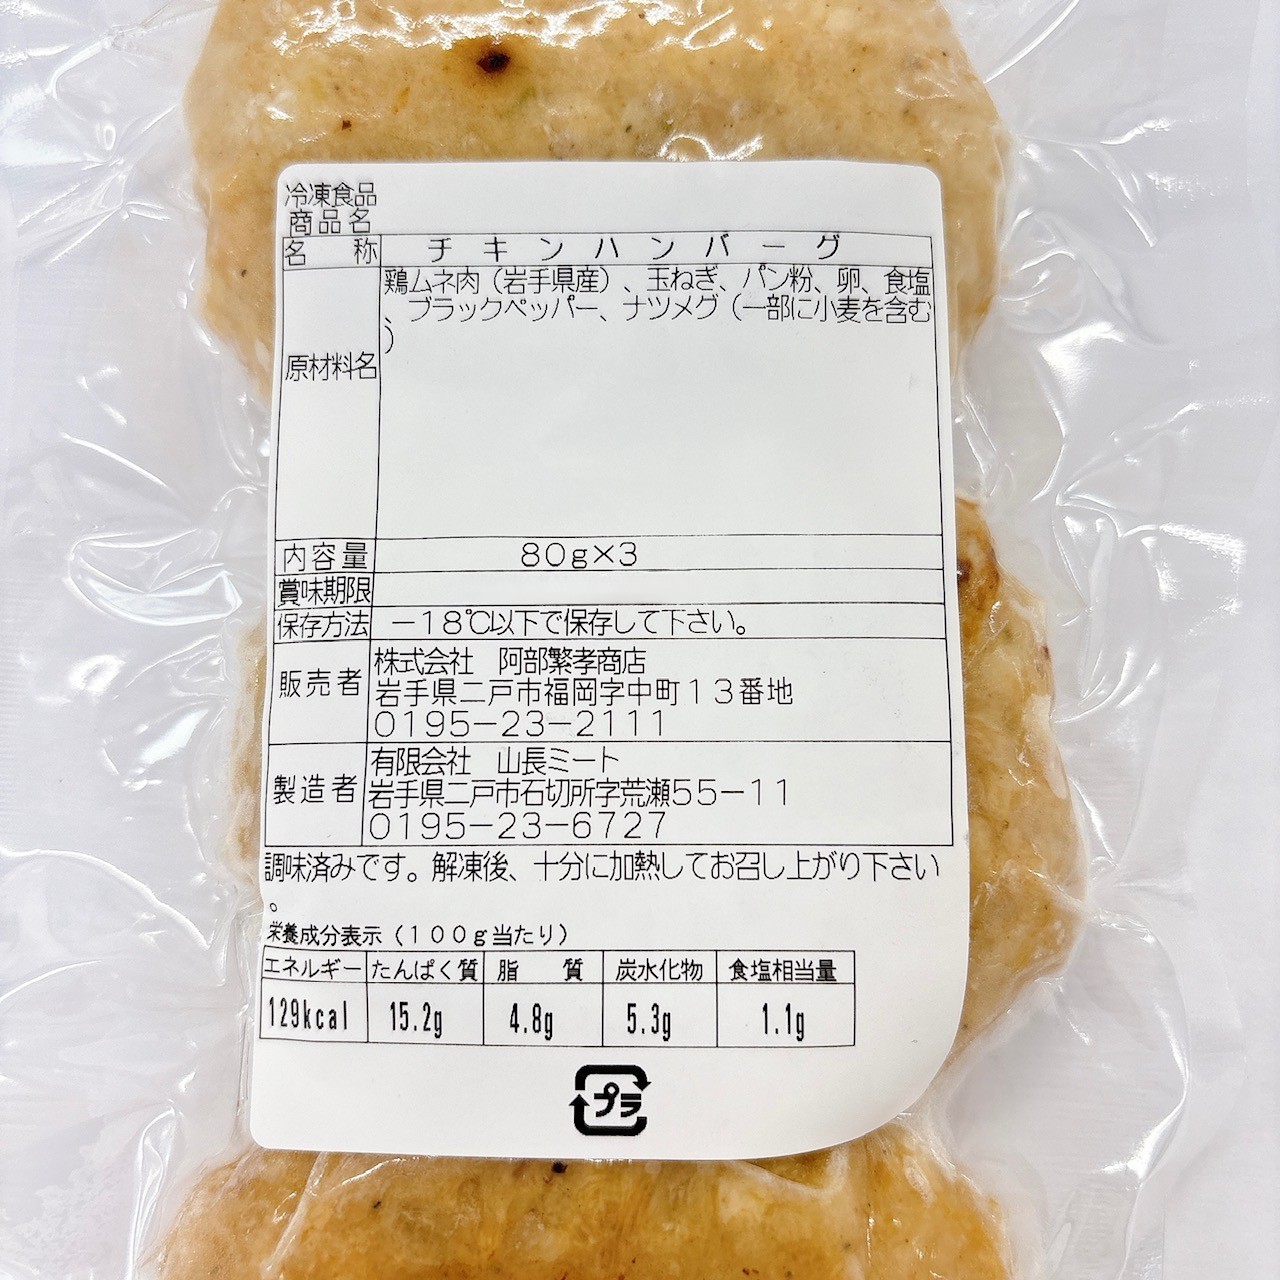 冷凍食品
商品名
名称 チキンハンバーグ
原材料名 鶏ムネ肉（岩手県産）、玉ねぎ、パン粉、卵、食塩
、ブラックペッパー、ナツメグ（一部に小麦を含む
）
内容量 80g×3
賞味期限
保存方法 －18℃以下で保存して下さい。
販売者 株式会社 阿部繁孝商店
岩手県二戸市福岡字中町13番地
0195－23－2111
製造者 有限会社 山長ミート
岩手県二戸市石切所字荒瀬55－11
0195－23－6727
調味済みです。解凍後、十分に加熱してお召し上がり下さい
。
栄養成分表示（100g当たり）
エネルギー たんぱく質 脂質 炭水化物 食塩相当量
129kcal 15.2g 4.8g 5.3g 1.1g
プラ